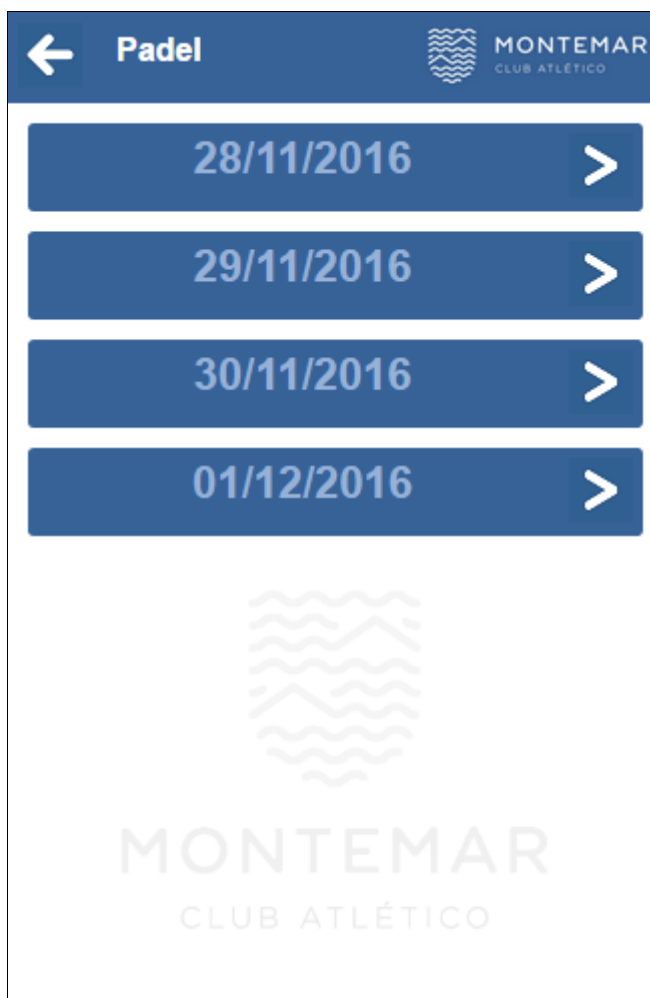 Padel
MONTEMAR
CLUB ATLÉTICO
28/11/2016
29/11/2016
30/11/2016
01/12/2016
MONTEMAR
CLUB ATLÉTICO